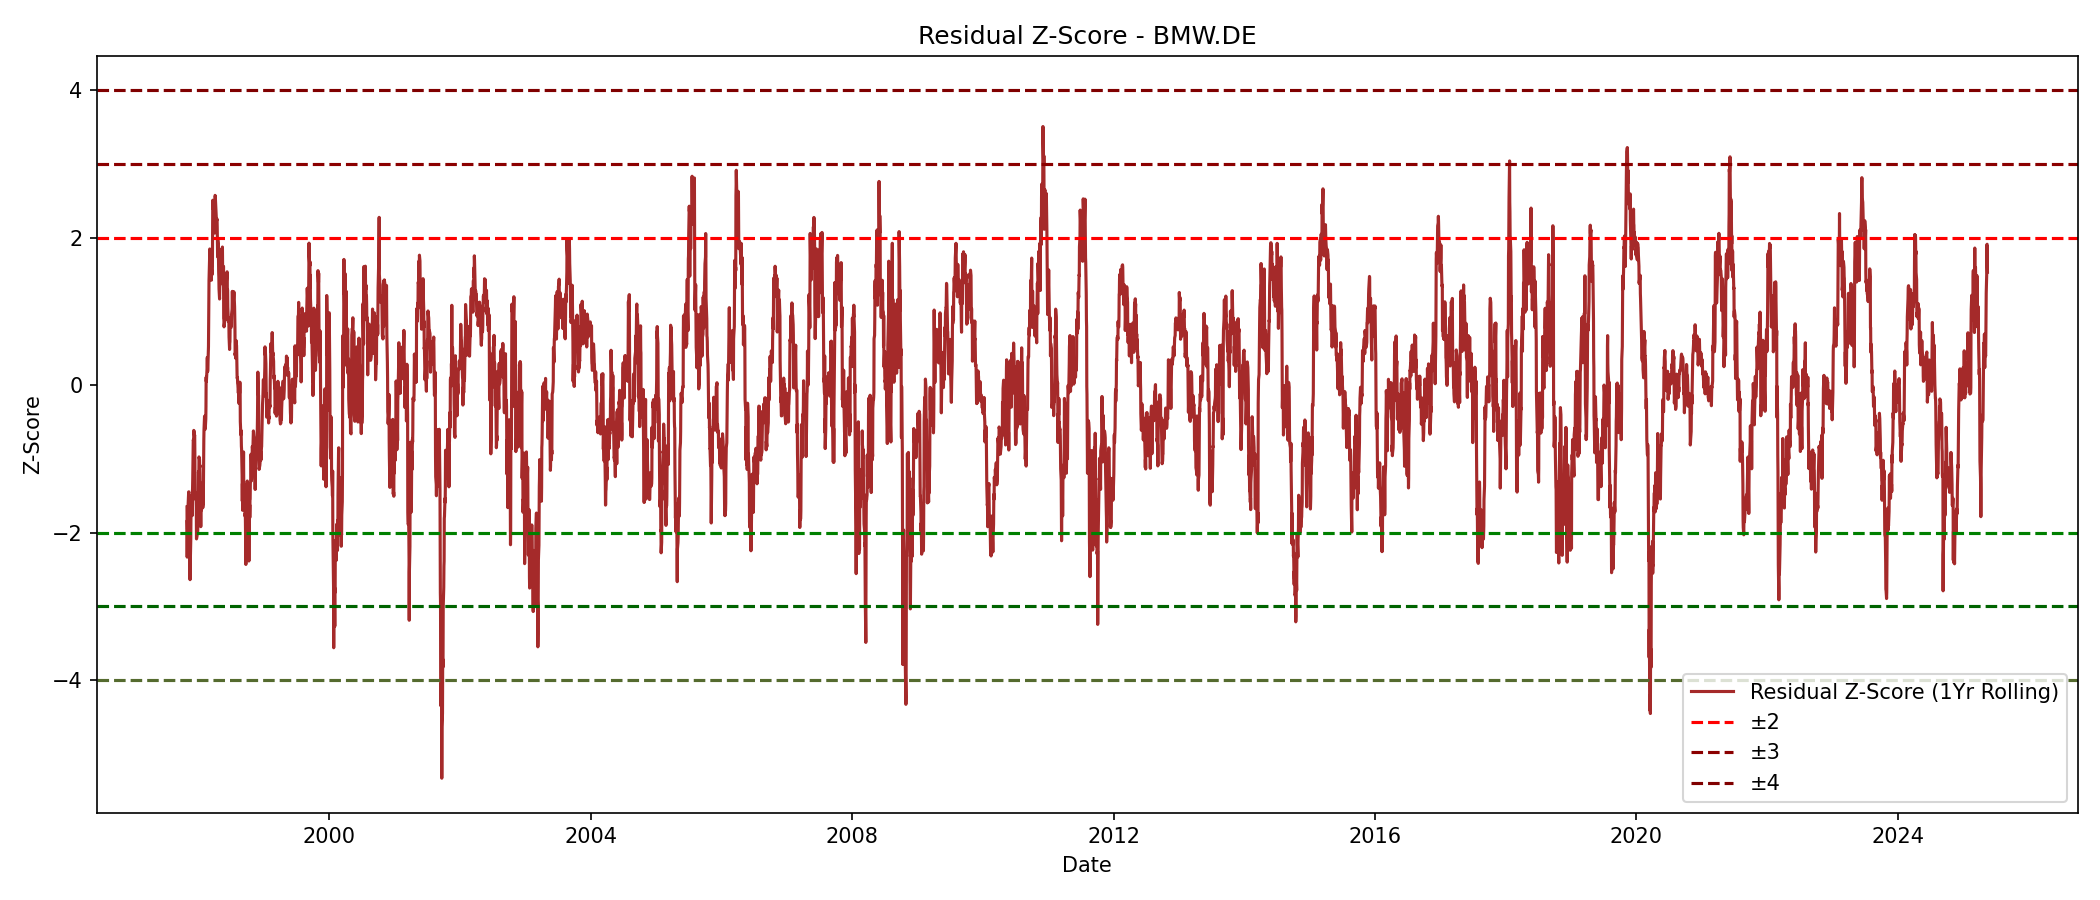 Residual Z-Score - BMW.DE
Z-Score
4
2
0
−2
−4
2000 2004 2008 2012 2016 2020 2024
Date
Residual Z-Score (1Yr Rolling)
±2
±3
±4